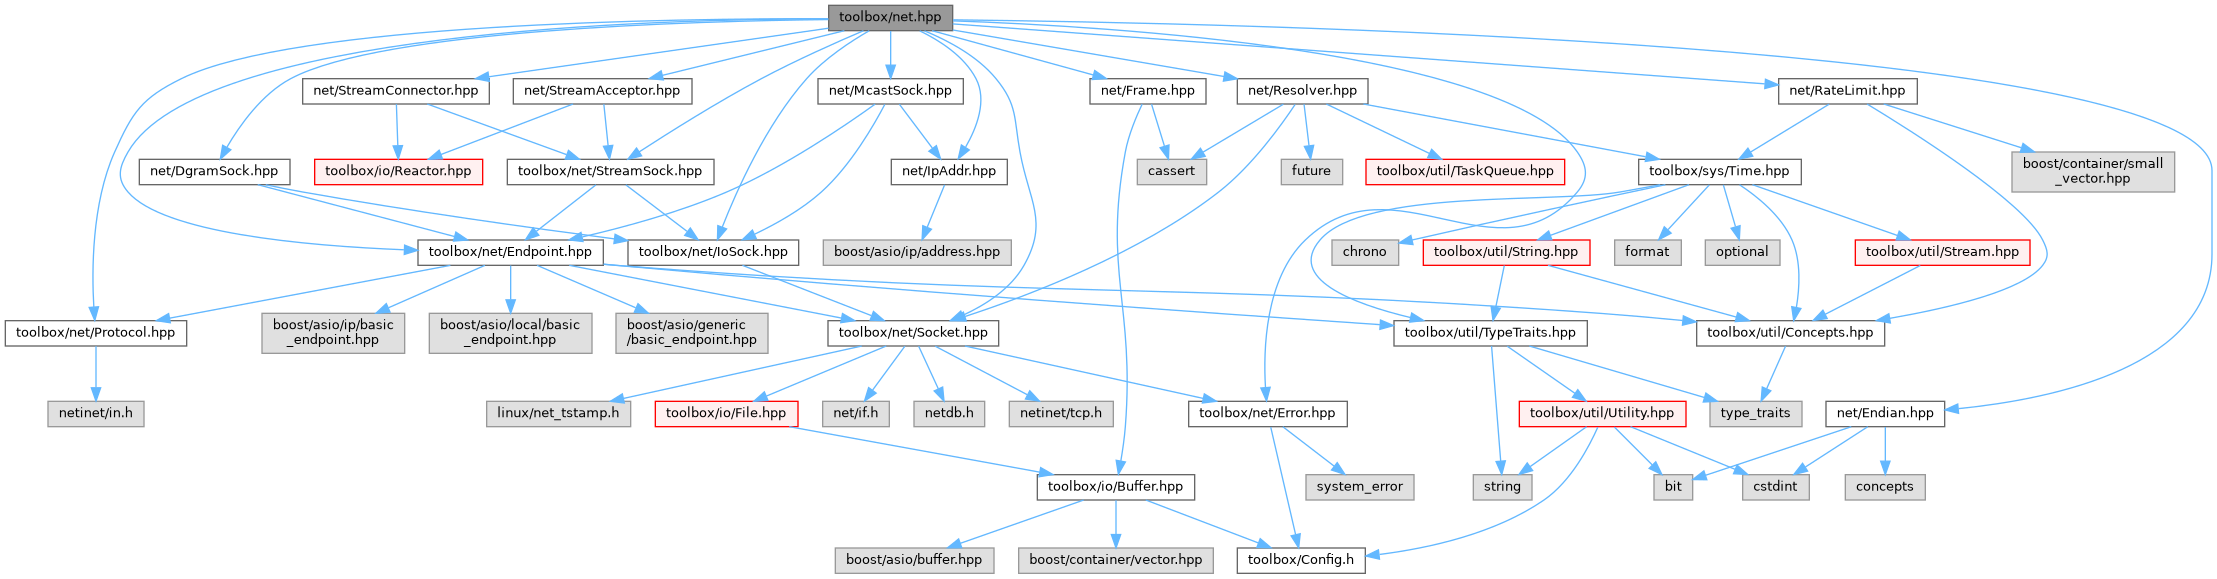 toolbox/net.hpp
net/StreamConnector.hpp
net/StreamAcceptor.hpp
net/McastSock.hpp
net/Frame.hpp
net/Resolver.hpp
net/RateLimit.hpp
net/DgramSock.hpp
toolbox/io/Reactor.hpp
toolbox/net/StreamSock.hpp
net/IpAddr.hpp
cassert
future
toolbox/util/TaskQueue.hpp
toolbox/sys/Time.hpp
boost/container/small
_vector.hpp
toolbox/net/Endpoint.hpp
toolbox/net/IoSock.hpp
boost/asio/ip/address.hpp
chrono
toolbox/util/String.hpp
format
optional
toolbox/util/Stream.hpp
toolbox/net/Protocol.hpp
boost/asio/ip/basic
_endpoint.hpp
boost/asio/local/basic
_endpoint.hpp
boost/asio/generic
/basic_endpoint.hpp
toolbox/net/Socket.hpp
toolbox/util/TypeTraits.hpp
toolbox/util/Concepts.hpp
netinet/in.h
linux/net_tstamp.h
toolbox/io/File.hpp
net/if.h
netdb.h
netinet/tcp.h
toolbox/net/Error.hpp
toolbox/util/Utility.hpp
type_traits
net/Endian.hpp
toolbox/io/Buffer.hpp
system_error
string
bit
cstdint
concepts
boost/asio/buffer.hpp
boost/container/vector.hpp
toolbox/Config.h